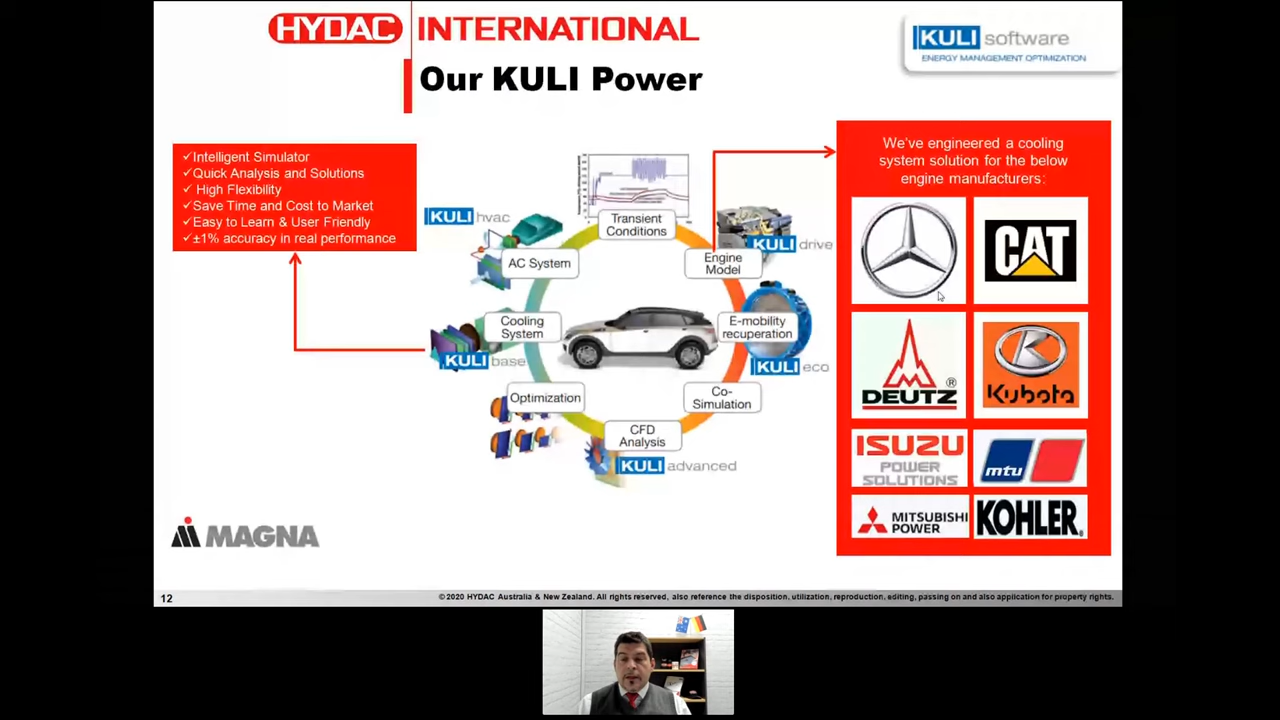 HYDAC INTERNATIONAL
KULI software
ENERGY MANAGEMENT OPTIMIZATION
Our KULI Power
✓Intelligent Simulator
✓Quick Analysis and Solutions
✓ High Flexibility
✓Save Time and Cost to Market
✓Easy to Learn & User Friendly
✓±1% accuracy in real performance
KULI hvac
AC System
Transient
Conditions
KULI drive
Engine
Model
Cooling
System
KULI base
E-mobility
recuperation
KULI eco
Optimization
Co-
Simulation
CFD
Analysis
KULI advanced
We've engineered a cooling
system solution for the below
engine manufacturers:
CAT
DEUTZ ®
Kubota
ISUZU
POWER
SOLUTIONS
mtu
MITSUBISHI
POWER
KOHLER®
MAGNA
12
©2020 HYDAC Australia & New Zealand. All rights reserved, also reference the disposition, utilization, reproduction, editing, passing on and also application for property rights.